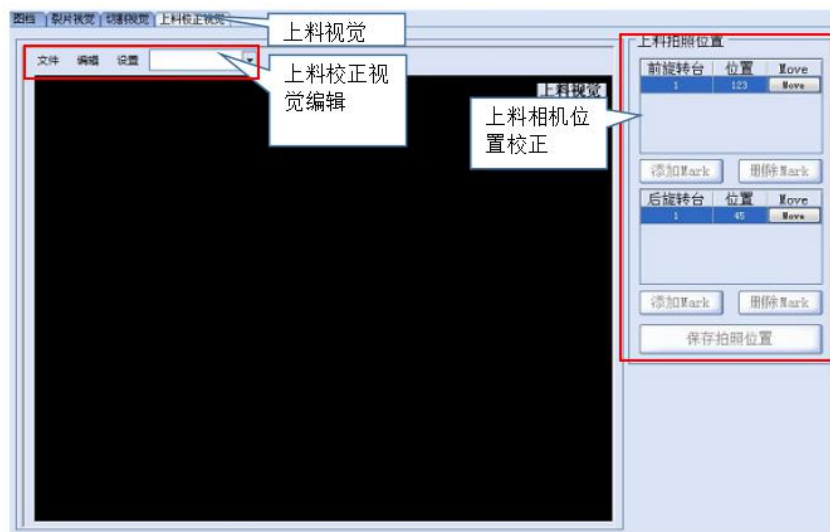 图档 裂片视觉 切割视觉 上料校正视觉
上料视觉
文件 编辑 设置
上料校正视
觉编辑
上料视觉
上料相机位
置校正
上料拍照位置
前旋转台 位置 Move
1 123 Move
添加Mark 删除Mark
后旋转台 位置 Move
1 45 Move
添加Mark 删除Mark
保存拍照位置